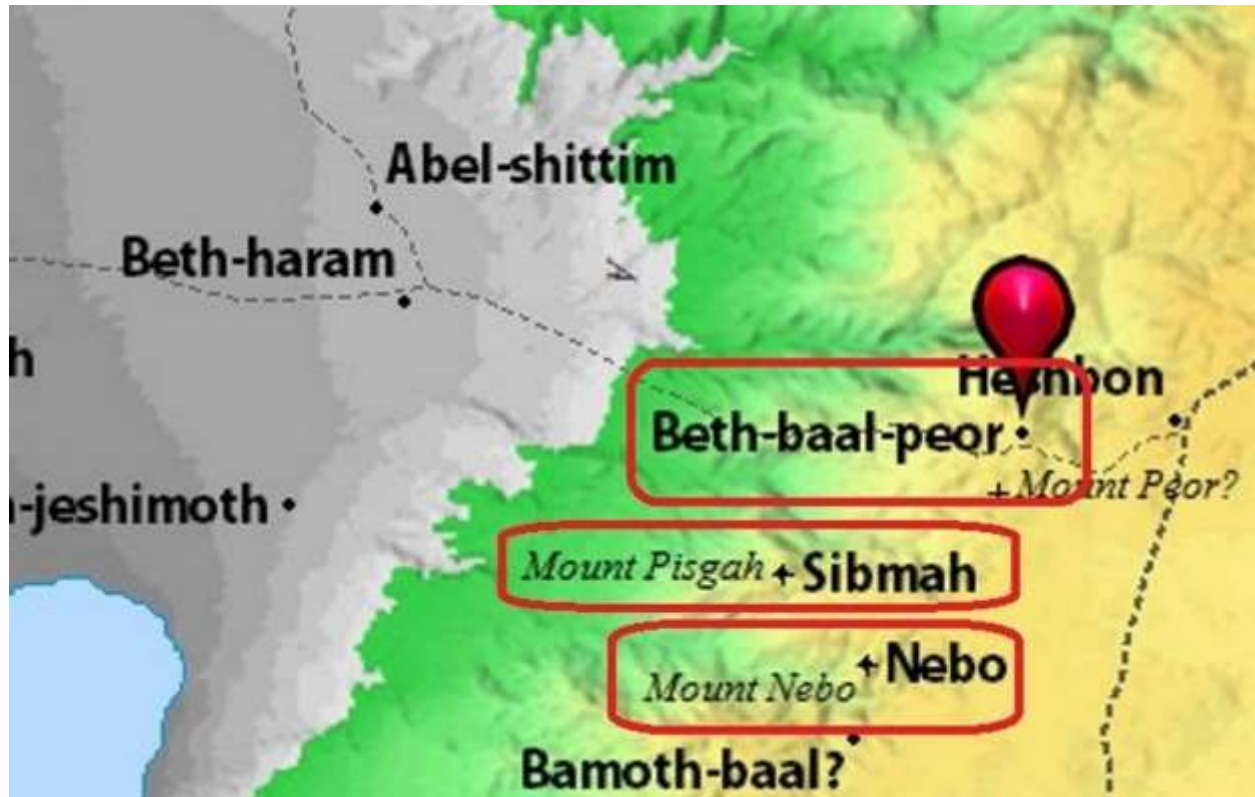 Abel-shittim
Beth-haram
h
Heshbon
Beth-baal-peor
Mount Peor?
-jeshimoth
Mount Pisgah Sibmah
Nebo
Mount Nebo
Bamoth-baal?